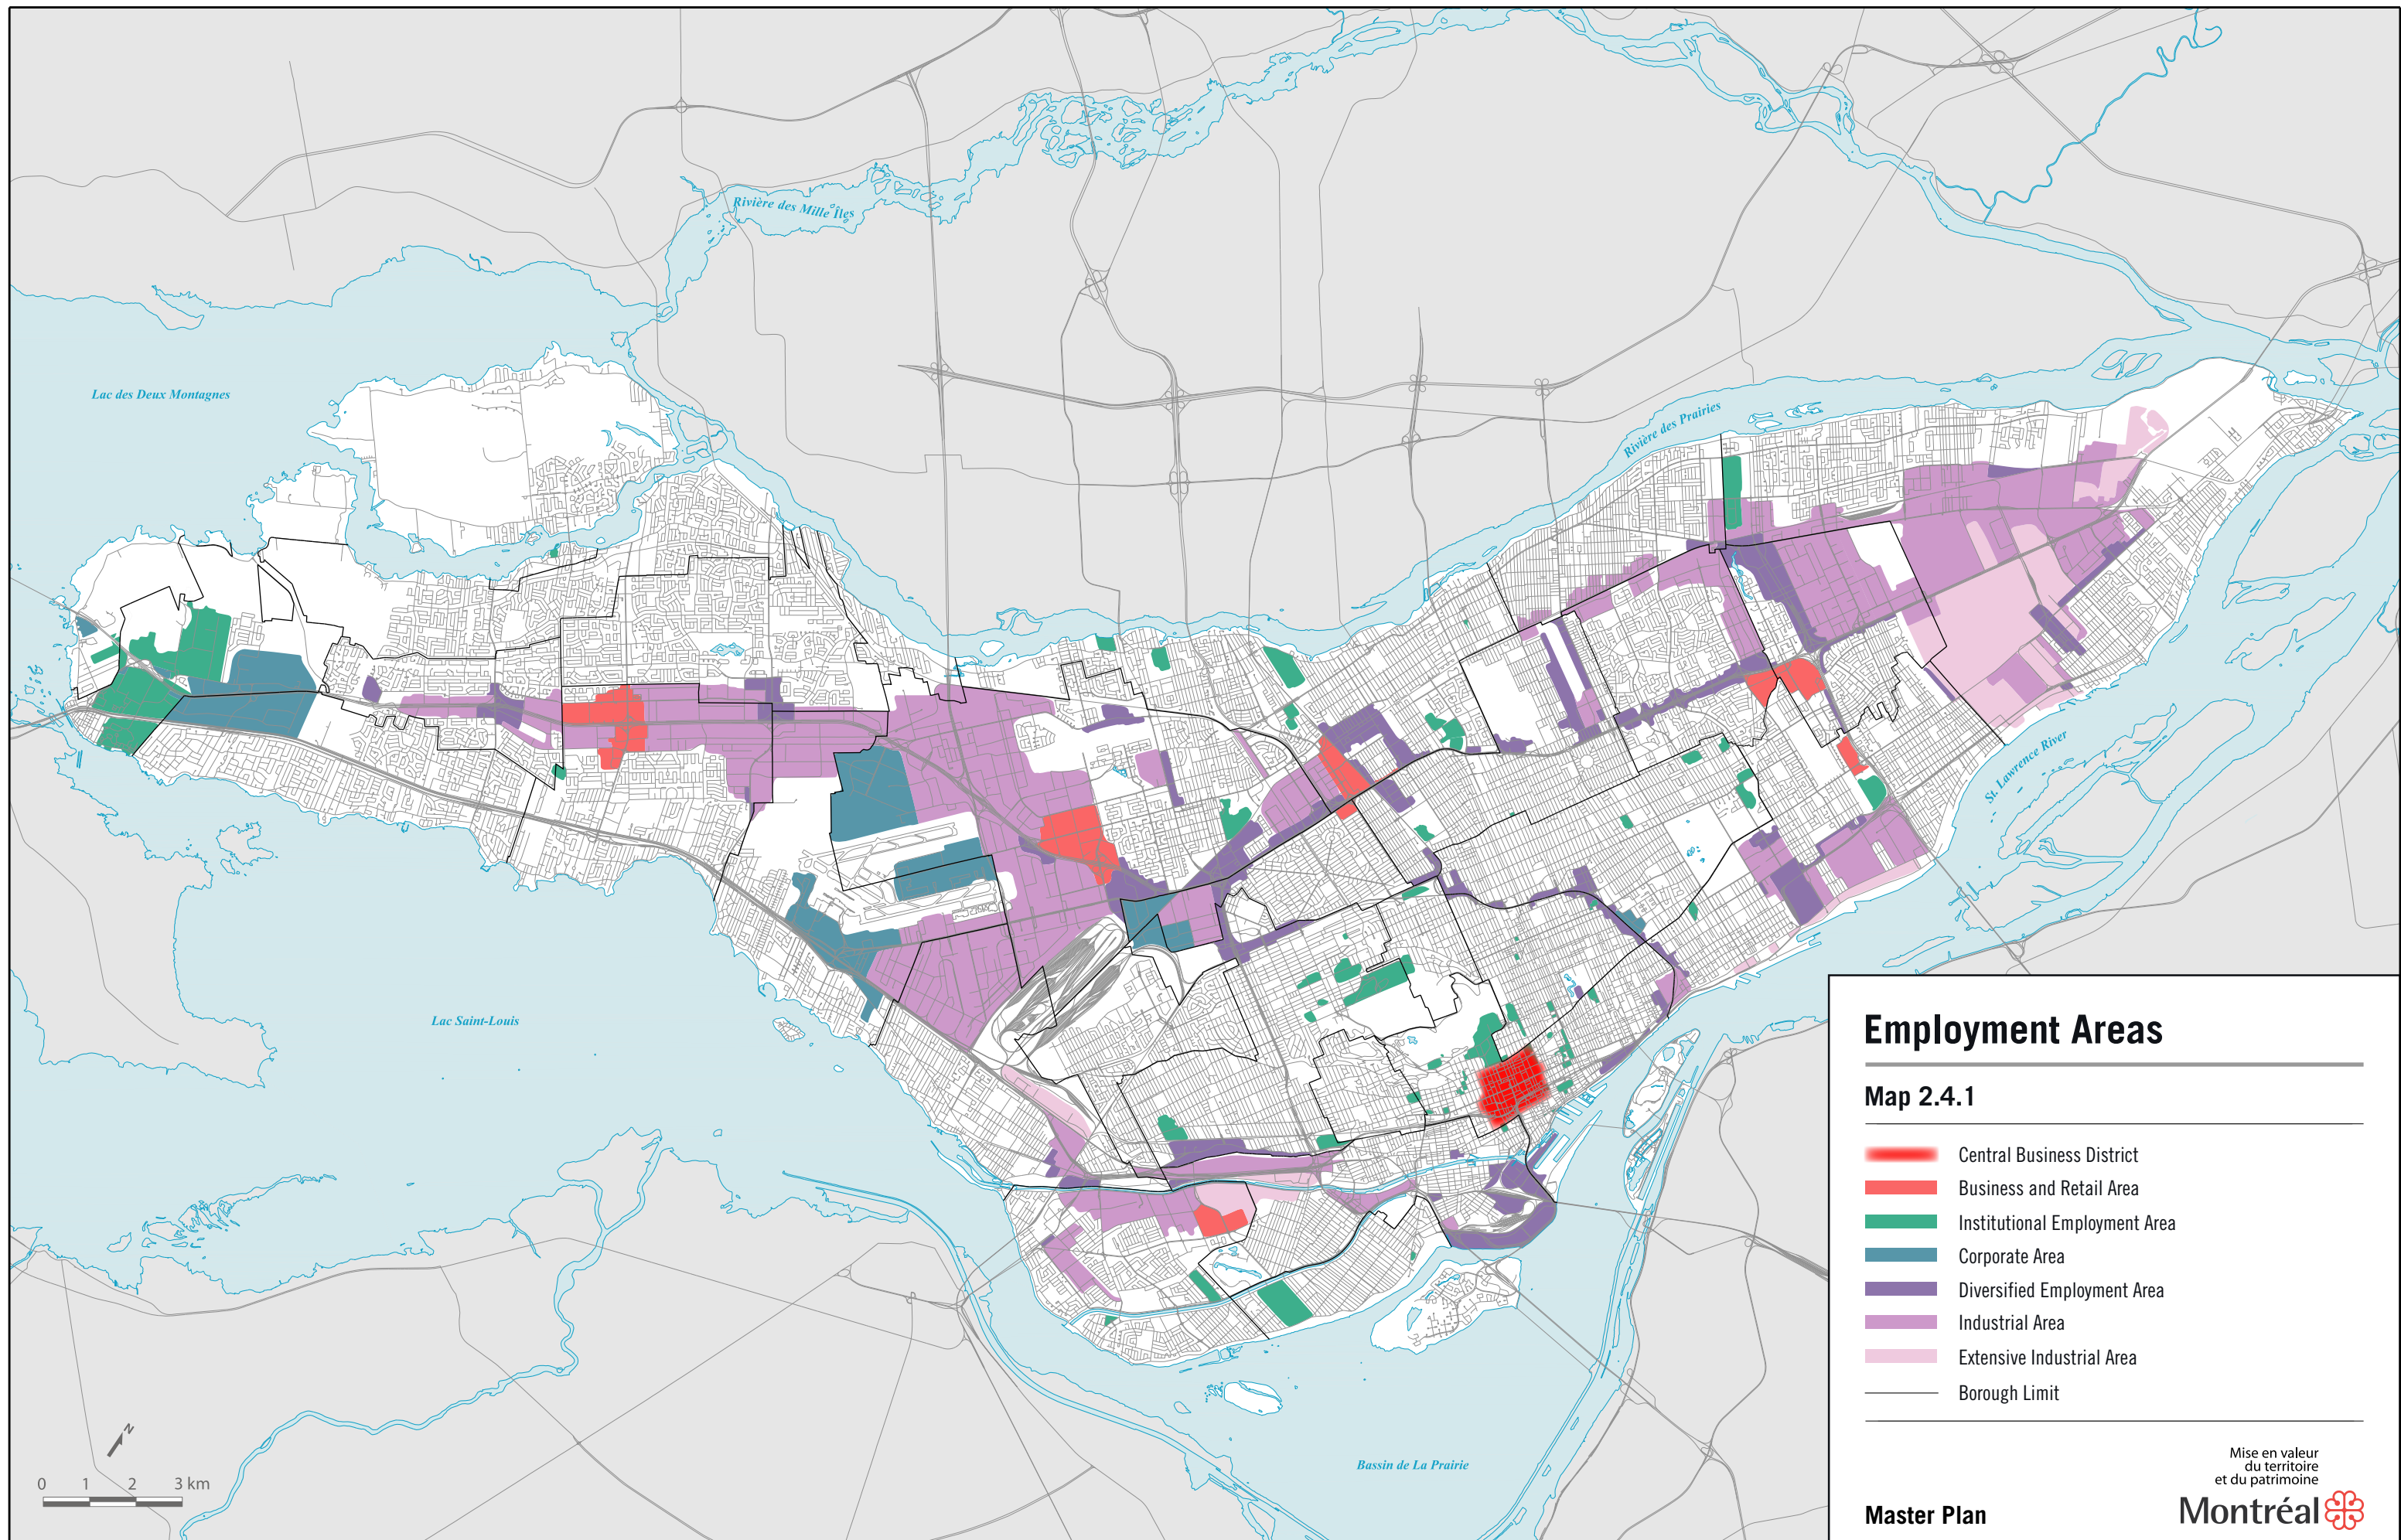 Rivière des Mille Îles
Lac des Deux Montagnes
Rivière des Prairies
St. Lawrence River
Lac Saint-Louis
Bassin de La Prairie
N
0 1 2 3 km
Employment Areas
Map 2.4.1
Central Business District
Business and Retail Area
Institutional Employment Area
Corporate Area
Diversified Employment Area
Industrial Area
Extensive Industrial Area
Borough Limit
Mise en valeur
du territoire
et du patrimoine
Master Plan
Montréal